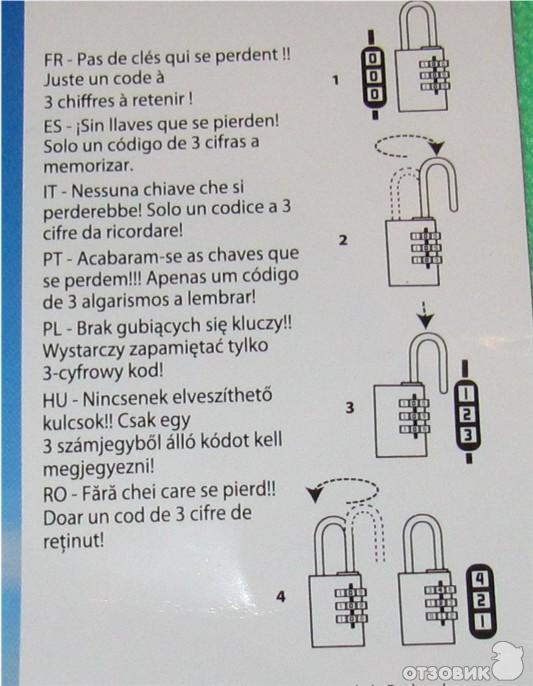 FR - Pas de clés qui se perdent !!
Juste un code à
3 chiffres à retenir !
ES - ¡Sin llaves que se pierden!
Solo un código de 3 cifras a
memorizar.
IT - Nessuna chiave che si
perderebbe! Solo un codice a 3
cifre da ricordare!
PT - Acabaram-se as chaves que
se perdem!!! Apenas um código
de 3 algarismos a lembrar!
PL - Brak gubiących się kluczy!!
Wystarczy zapamiętać tylko
3-cyfrowy kod!
HU - Nincsenek elveszíthető
kulcsok!! Csak egy
3 számjegyből álló kódot kell
megjegyezni!
RO - Fără chei care se pierd!!
Doar un cod de 3 cifre de
reținut!
1
0
0
0
2
3
1
2
3
4
4
2
1
ОТЗОВИК